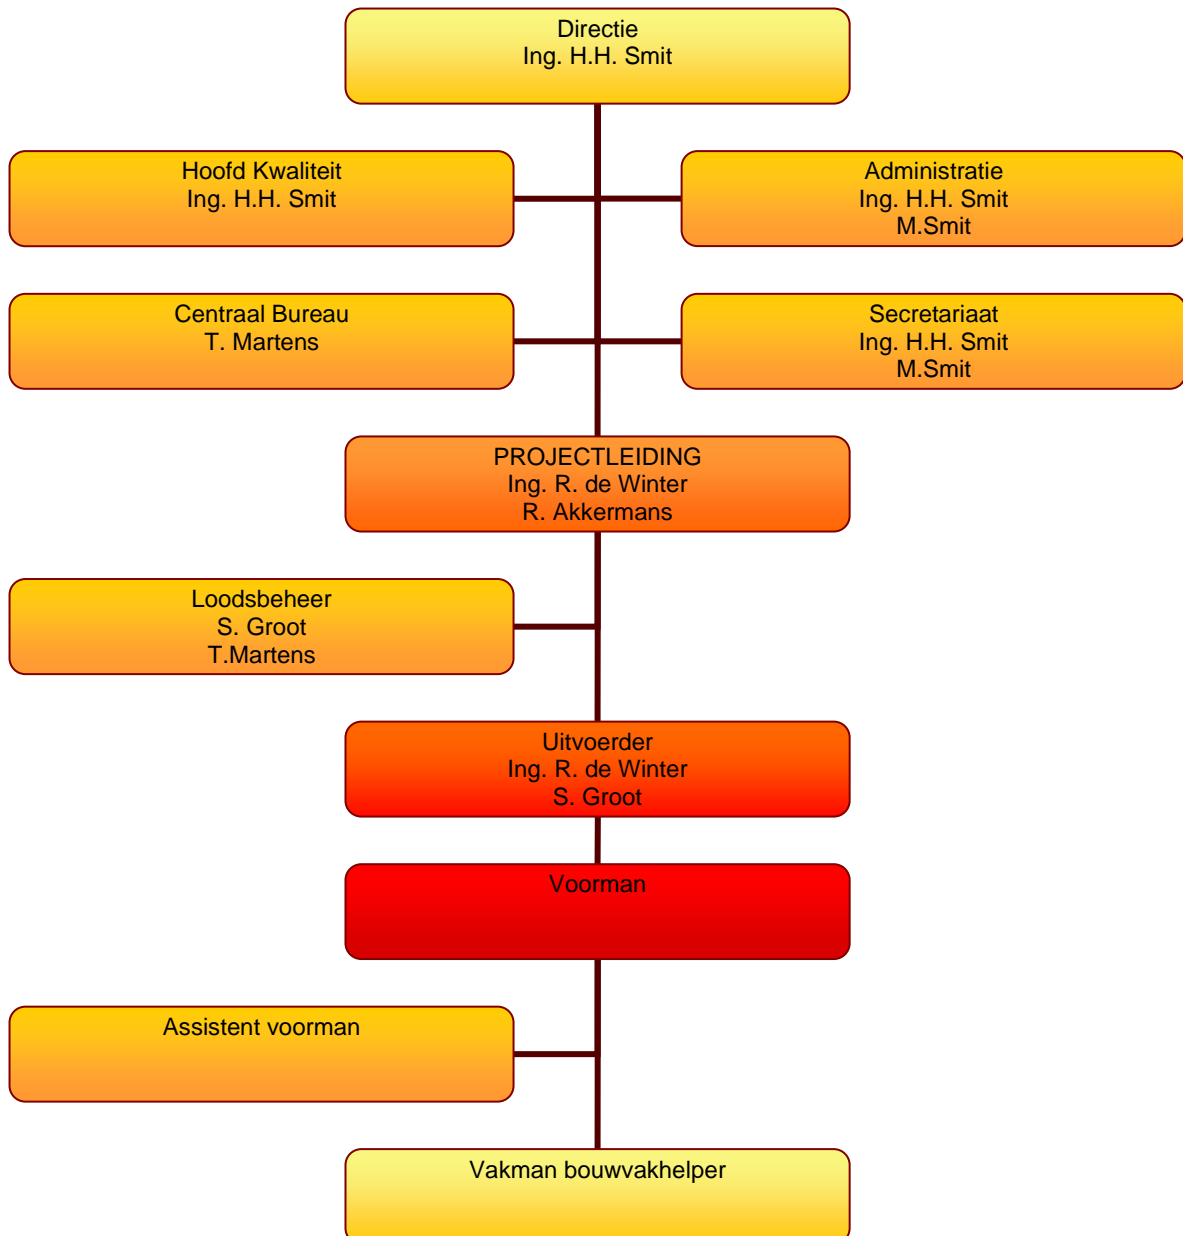 Directie
Ing. H.H. Smit
Hoofd Kwaliteit
Ing. H.H. Smit
Administratie
Ing. H.H. Smit
M.Smit
Centraal Bureau
T. Martens
Secretariaat
Ing. H.H. Smit
M.Smit
PROJECTLEIDING
Ing. R. de Winter
R. Akkermans
Loodsbeheer
S. Groot
T.Martens
Uitvoerder
Ing. R. de Winter
S. Groot
Voorman
Assistent voorman
Vakman bouwvakhelper